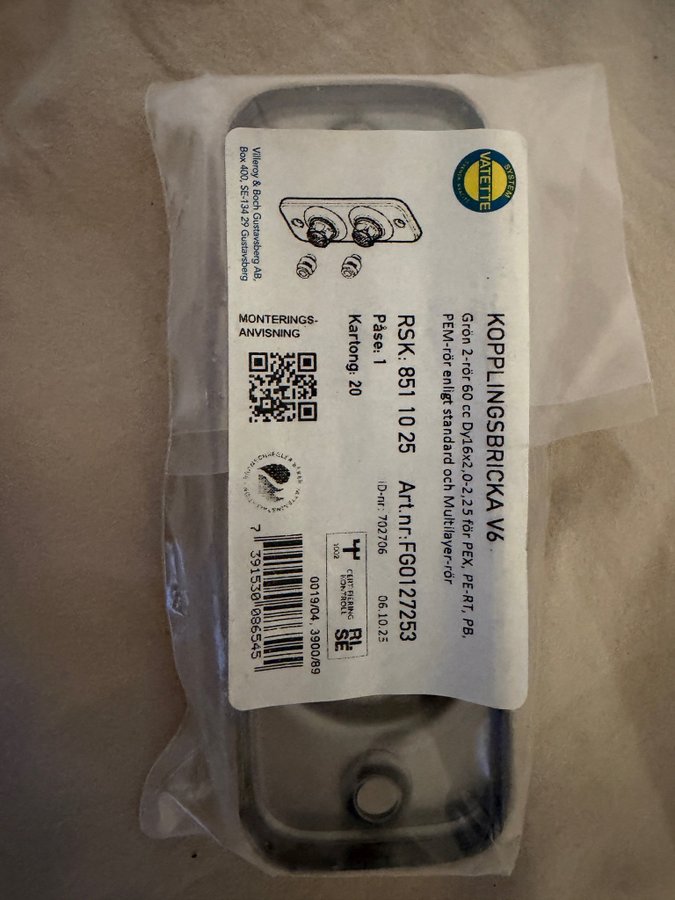 SYSTEM
VATETTE
KOPPLINGSBRICKA V6
Grön 2-rör 60 cc Dy16x2,0-2,25 för PEX, PE-RT, PB,
PEM-rör enligt standard och Multilayer-rör
RSK: 851 10 25 Art.nr:FG0127253
Påse: 1 ID-nr: 702706 06.10.25
Kartong: 20
MONTERINGS-
ANVISNING
1002
CERTIFIERING
KONTROLL
RI.
SE
0019/04, 3900/89
7 391530 086545
Villeroy & Boch Gustavsberg AB,
Box 400, SE-134 29 Gustavsberg